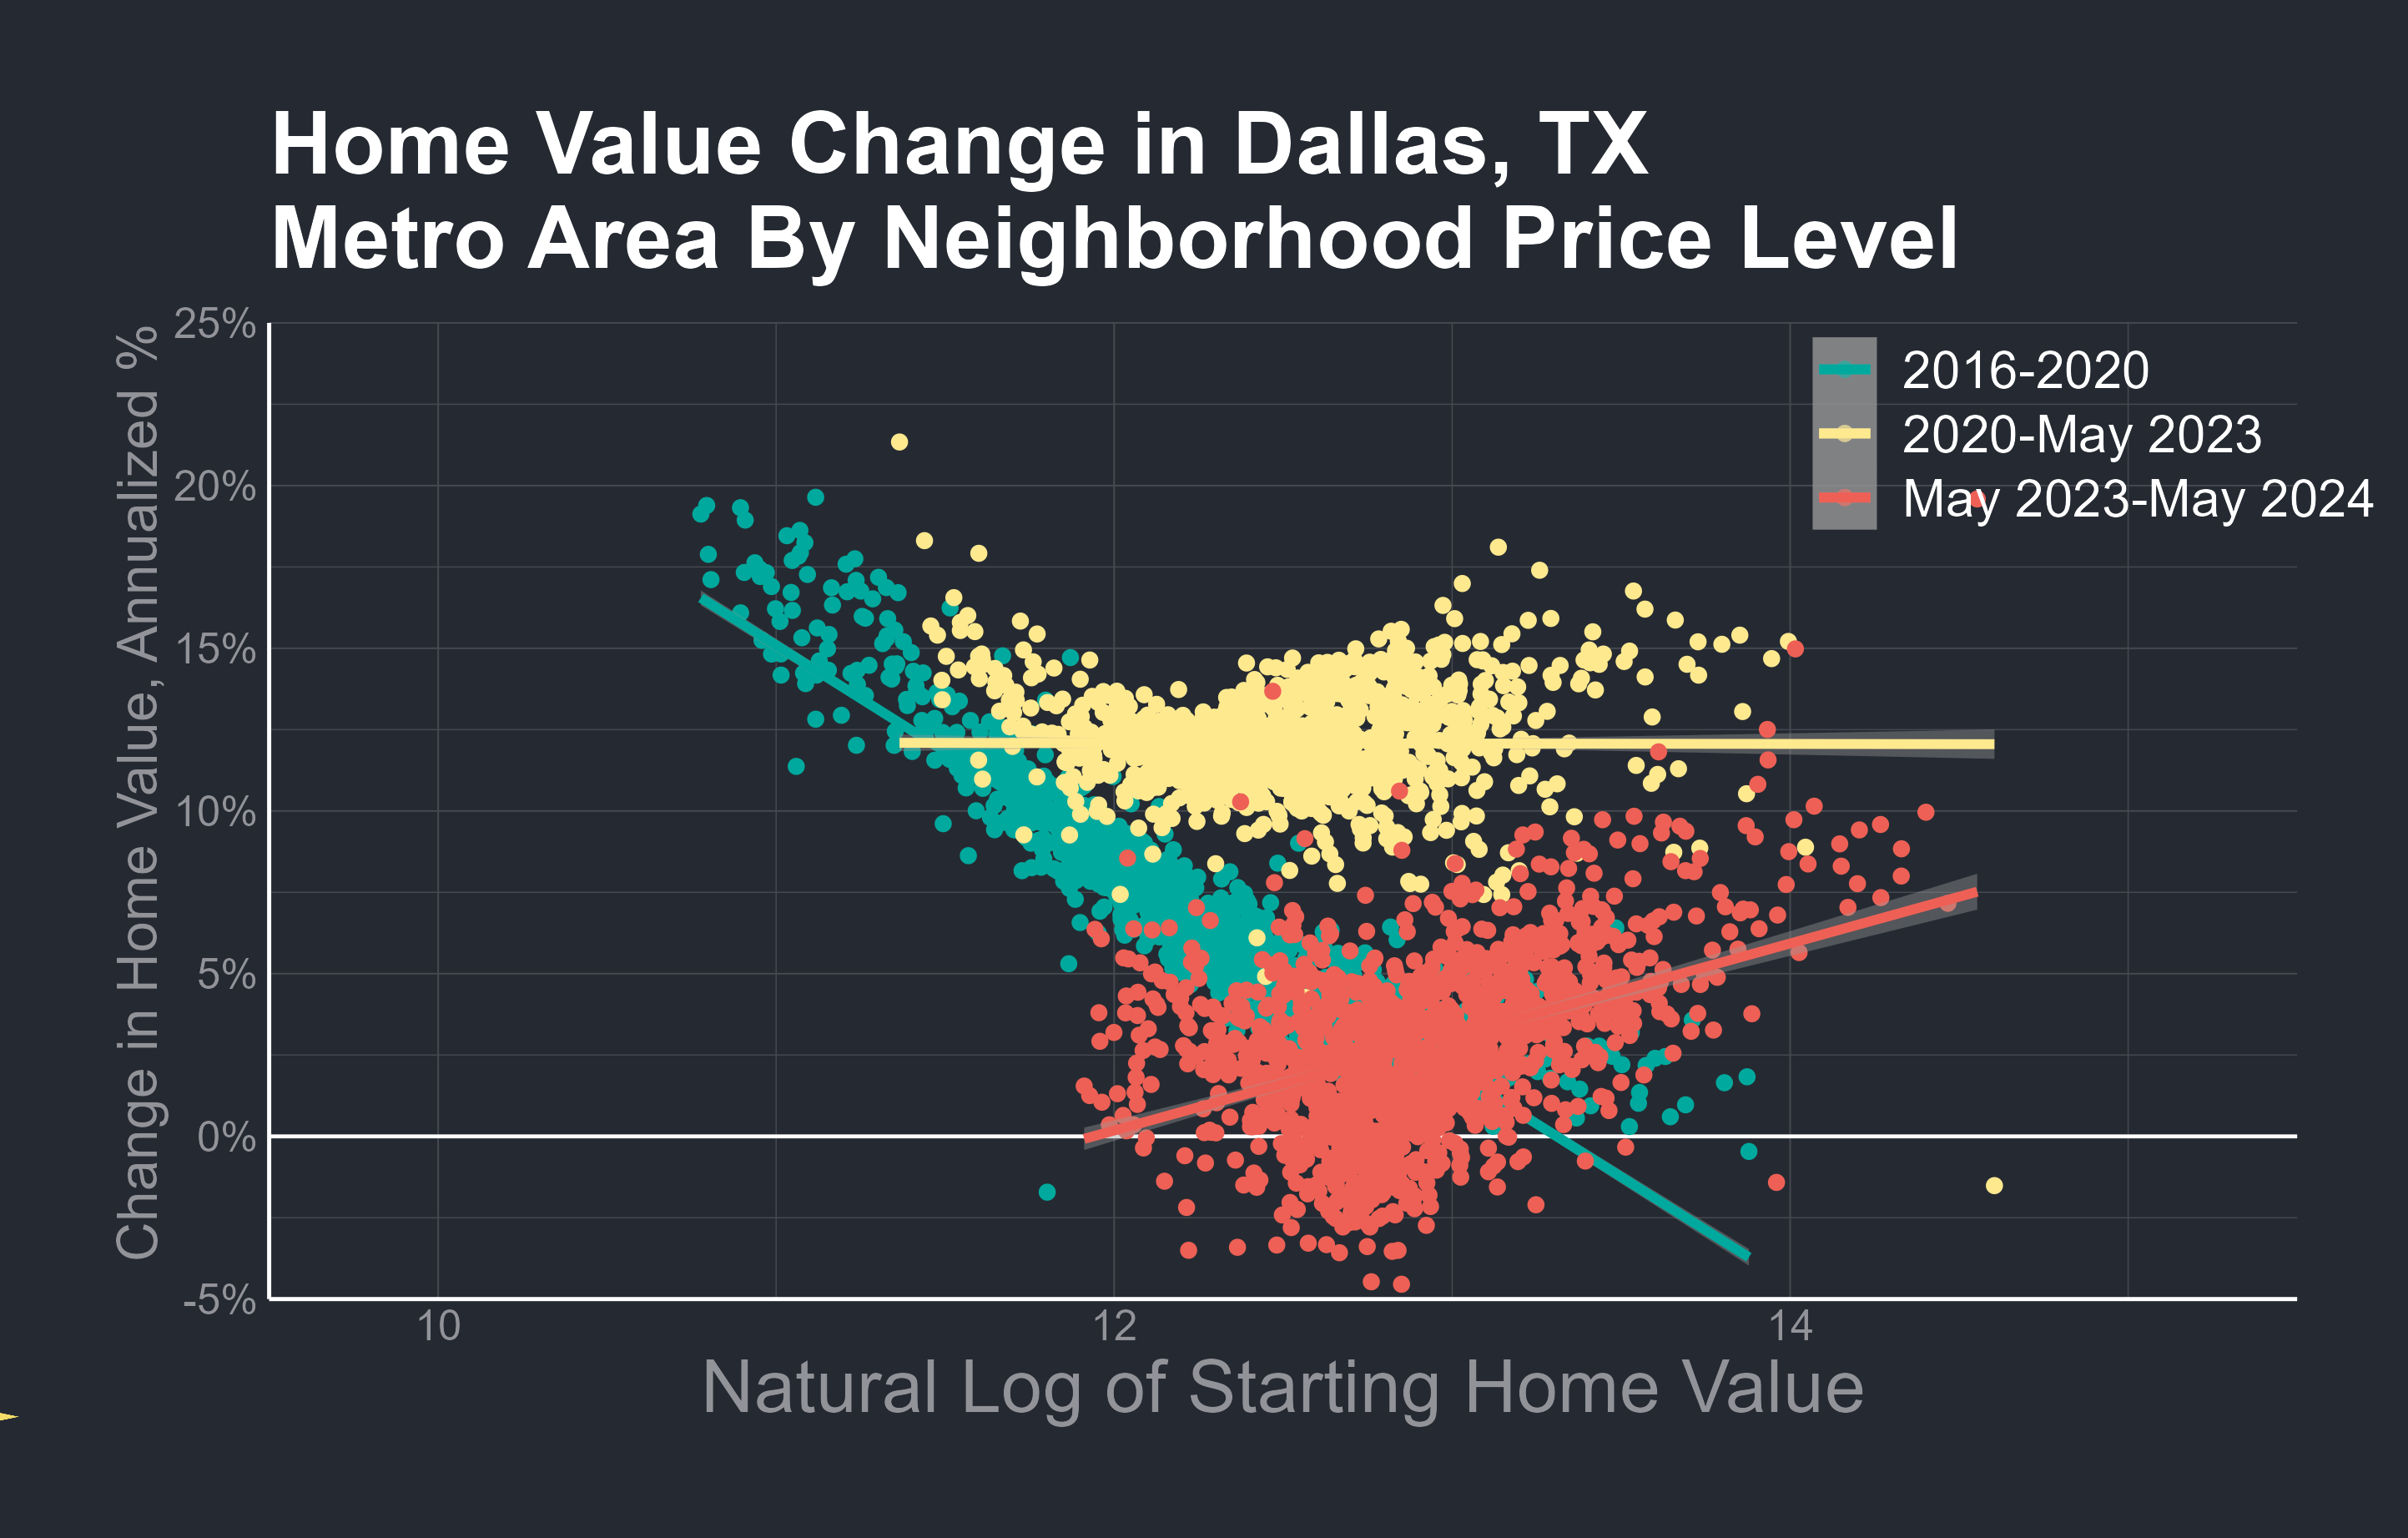 Home Value Change in Dallas, TX
Metro Area By Neighborhood Price Level
Change in Home Value, Annualized %
25%
20%
15%
10%
5%
0%
-5%
2016-2020
2020-May 2023
May 2023-May 2024
10
12
14
Natural Log of Starting Home Value